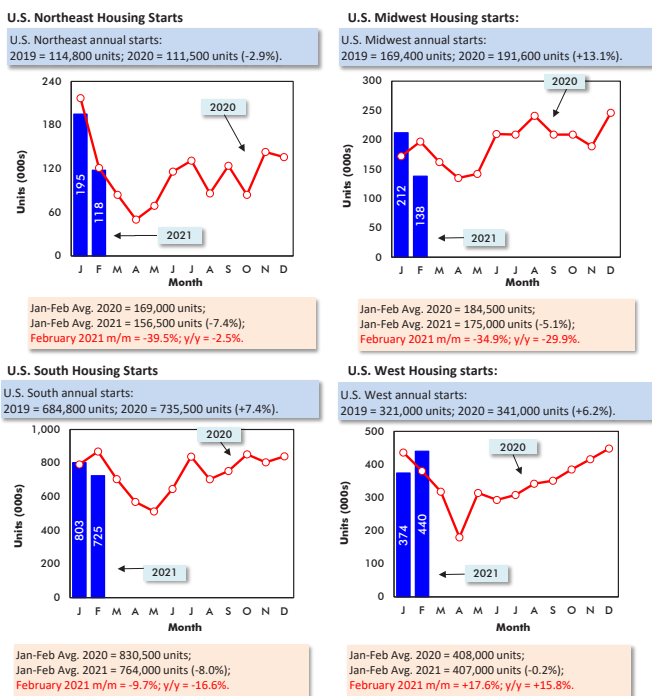 U.S. Northeast Housing Starts
U.S. Northeast annual starts:
2019 = 114,800 units; 2020 = 111,500 units (-2.9%).
240
180
120
60
0
Units (000s)
195
118
2020
2021
J F M A M J J A S O N D
Month
Jan-Feb Avg. 2020 = 169,000 units;
Jan-Feb Avg. 2021 = 156,500 units (-7.4%);
February 2021 m/m = -39.5%; y/y = -2.5%.
U.S. Midwest Housing starts:
U.S. Midwest annual starts:
2019 = 169,400 units; 2020 = 191,600 units (+13.1%).
300
250
200
150
100
50
0
Units (000s)
212
138
2020
2021
J F M A M J J A S O N D
Month
Jan-Feb Avg. 2020 = 184,500 units;
Jan-Feb Avg. 2021 = 175,000 units (-5.1%);
February 2021 m/m = -34.9%; y/y = -29.9%.
U.S. South Housing Starts
U.S. South annual starts:
2019 = 684,800 units; 2020 = 735,500 units (+7.4%).
1,000
800
600
400
200
0
Units (000s)
803
725
2020
2021
J F M A M J J A S O N D
Month
Jan-Feb Avg. 2020 = 830,500 units;
Jan-Feb Avg. 2021 = 764,000 units (-8.0%);
February 2021 m/m = -9.7%; y/y = -16.6%.
U.S. West Housing starts:
U.S. West annual starts:
2019 = 321,000 units; 2020 = 341,000 units (+6.2%).
500
400
300
200
100
0
Units (000s)
374
440
2020
2021
J F M A M J J A S O N D
Month
Jan-Feb Avg. 2020 = 408,000 units;
Jan-Feb Avg. 2021 = 407,000 units (-0.2%);
February 2021 m/m = +17.6%; y/y = +15.8%.